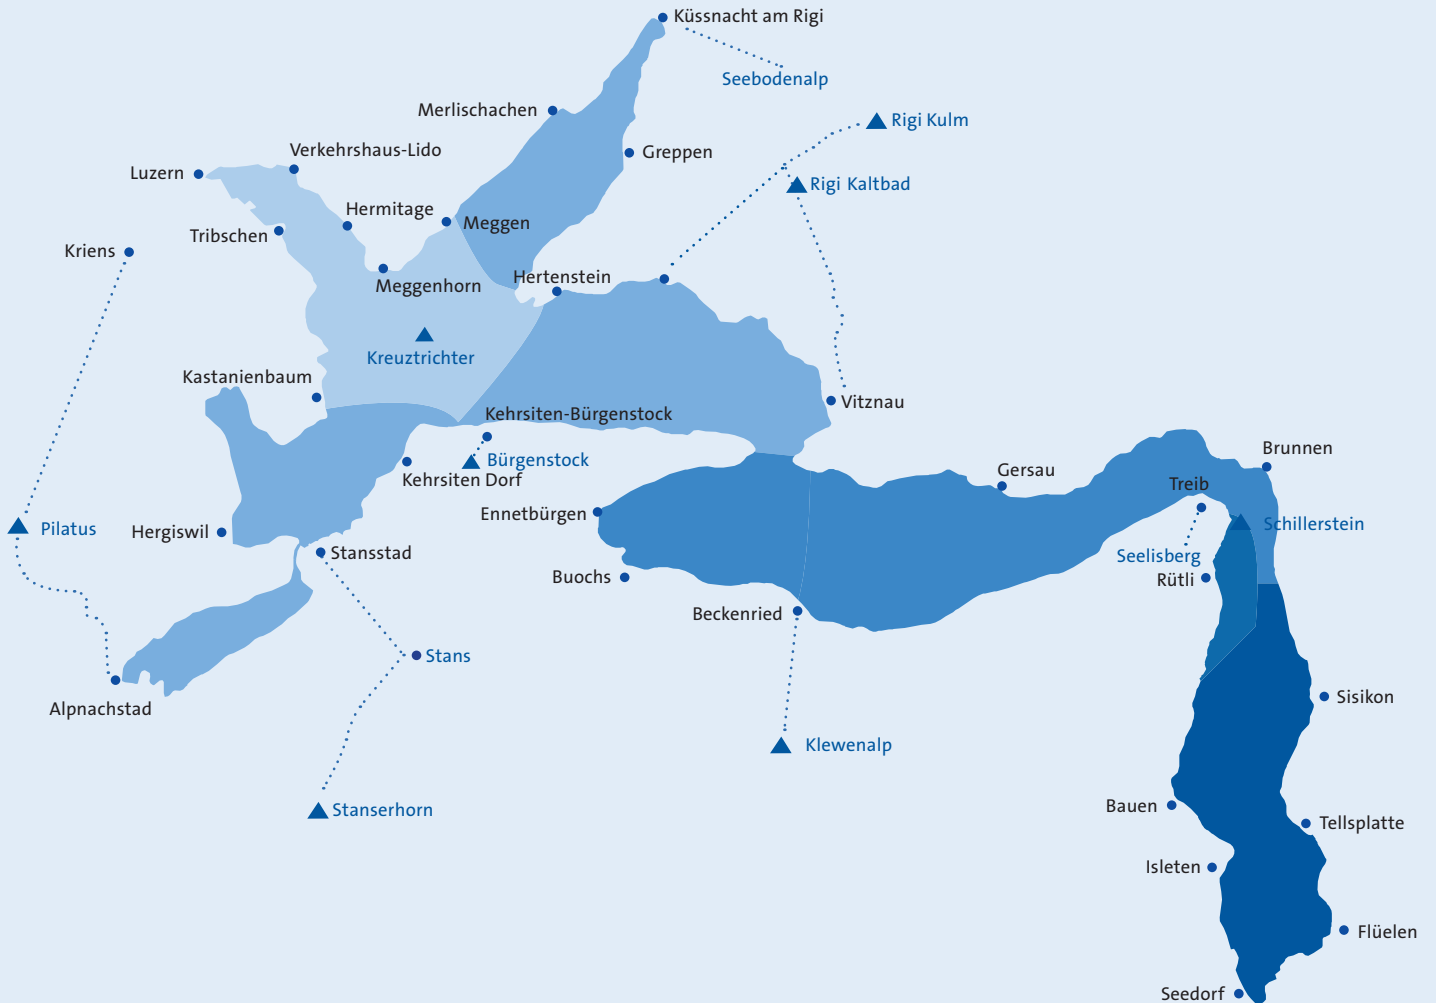 Küssnacht am Rigi
Seebodenalp
Merlischachen
Rigi Kulm
Verkehrshaus-Lido
Greppen
Luzern
Rigi Kaltbad
Hermitage
Meggen
Tribschen
Kriens
Hertenstein
Meggenhorn
Kreuztrichter
Kastanienbaum
Vitznau
Kehrsiten-Bürgenstock
Brunnen
Bürgenstock
Gersau
Kehrsiten Dorf
Treib
Ennetbürgen
Schillerstein
Pilatus
Hergiswil
Stansstad
Seelisberg
Buochs
Rütli
Beckenried
Stans
Sisikon
Alpnachstad
Klewenalp
Bauen
Stanserhorn
Tellsplatte
Isleten
Flüelen
Seedorf